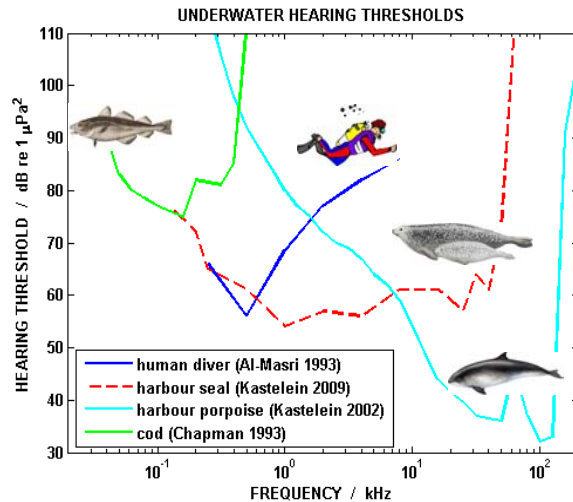 UNDERWATER HEARING THRESHOLDS
HEARING THRESHOLD / dB re 1 µPa²
110
100
90
80
70
60
50
40
30
human diver (Al-Masri 1993)
harbour seal (Kastelein 2009)
harbour porpoise (Kastelein 2002)
cod (Chapman 1993)
10⁻¹ 10⁰ 10¹ 10²
FREQUENCY / kHz